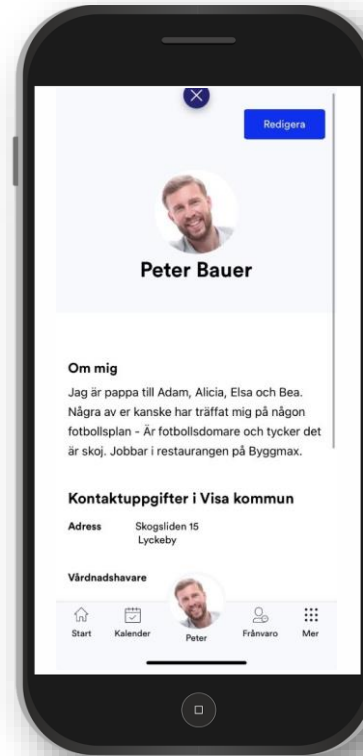 Redigera
Peter Bauer
Om mig
Jag är pappa till Adam, Alicia, Elsa och Bea.
Några av er kanske har träffat mig på någon
fotbollsplan - Är fotbollsdomare och tycker det
är skoj. Jobbar i restaurangen på Byggmax.
Kontaktuppgifter i Visa kommun
Adress Skogsliden 15
Lyckeby
Vårdnadshavare
Start Kalender Peter Frånvaro Mer